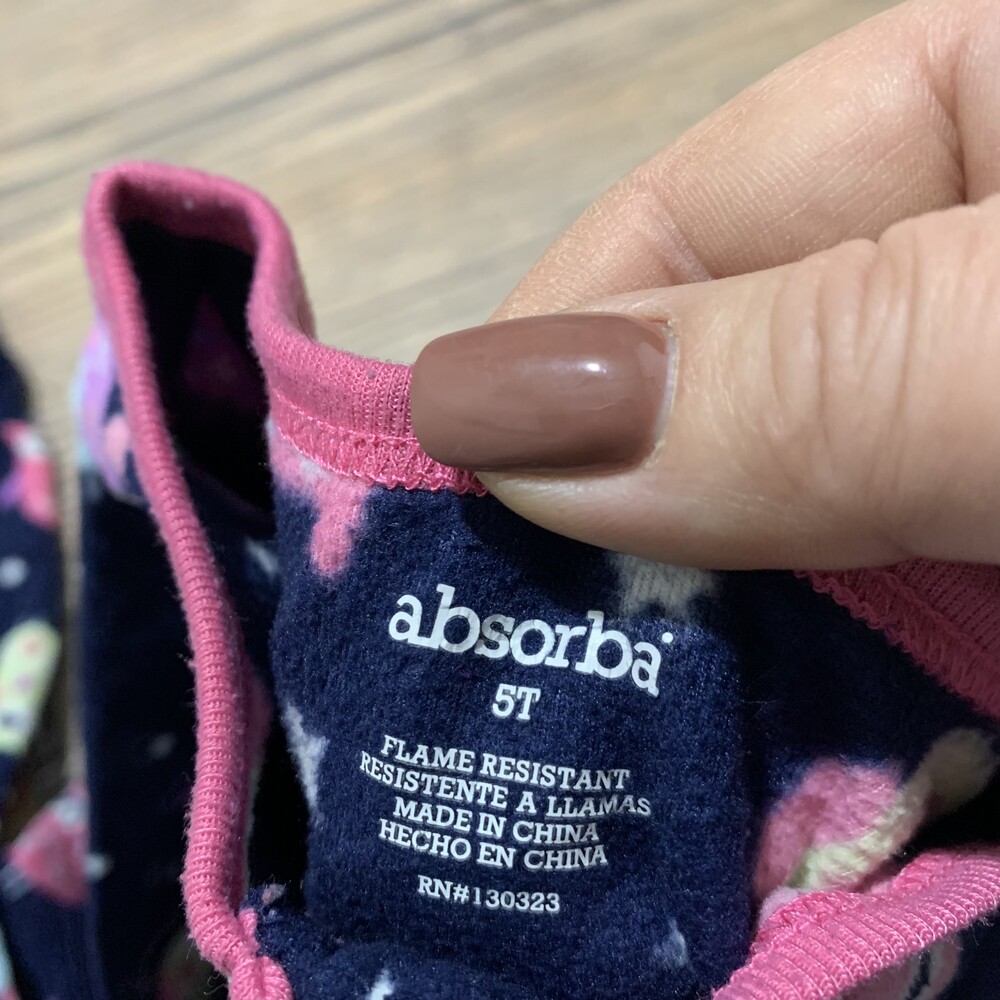 absorba
5T
FLAME RESISTANT
RESISTENTE A LLAMAS
MADE IN CHINA
HECHO EN CHINA
RN#130323